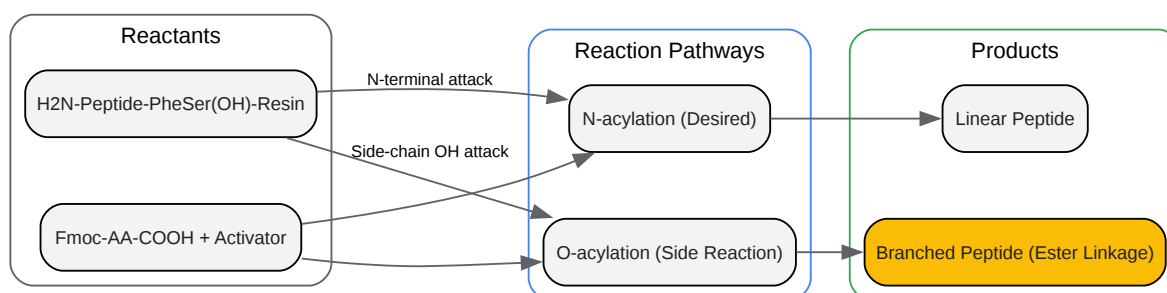 Reactants
H2N-Peptide-PheSer(OH)-Resin
Fmoc-AA-COOH + Activator
N-terminal attack
Side-chain OH attack
Reaction Pathways
N-acylation (Desired)
O-acylation (Side Reaction)
Products
Linear Peptide
Branched Peptide (Ester Linkage)